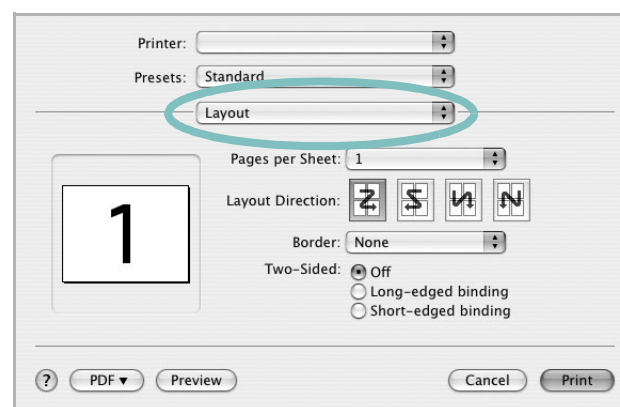 Printer:
Presets: Standard
Layout
Pages per Sheet: 1
Layout Direction:
1
Border: None
Two-Sided: Off
Long-edged binding
Short-edged binding
? PDF▼ Preview Cancel Print